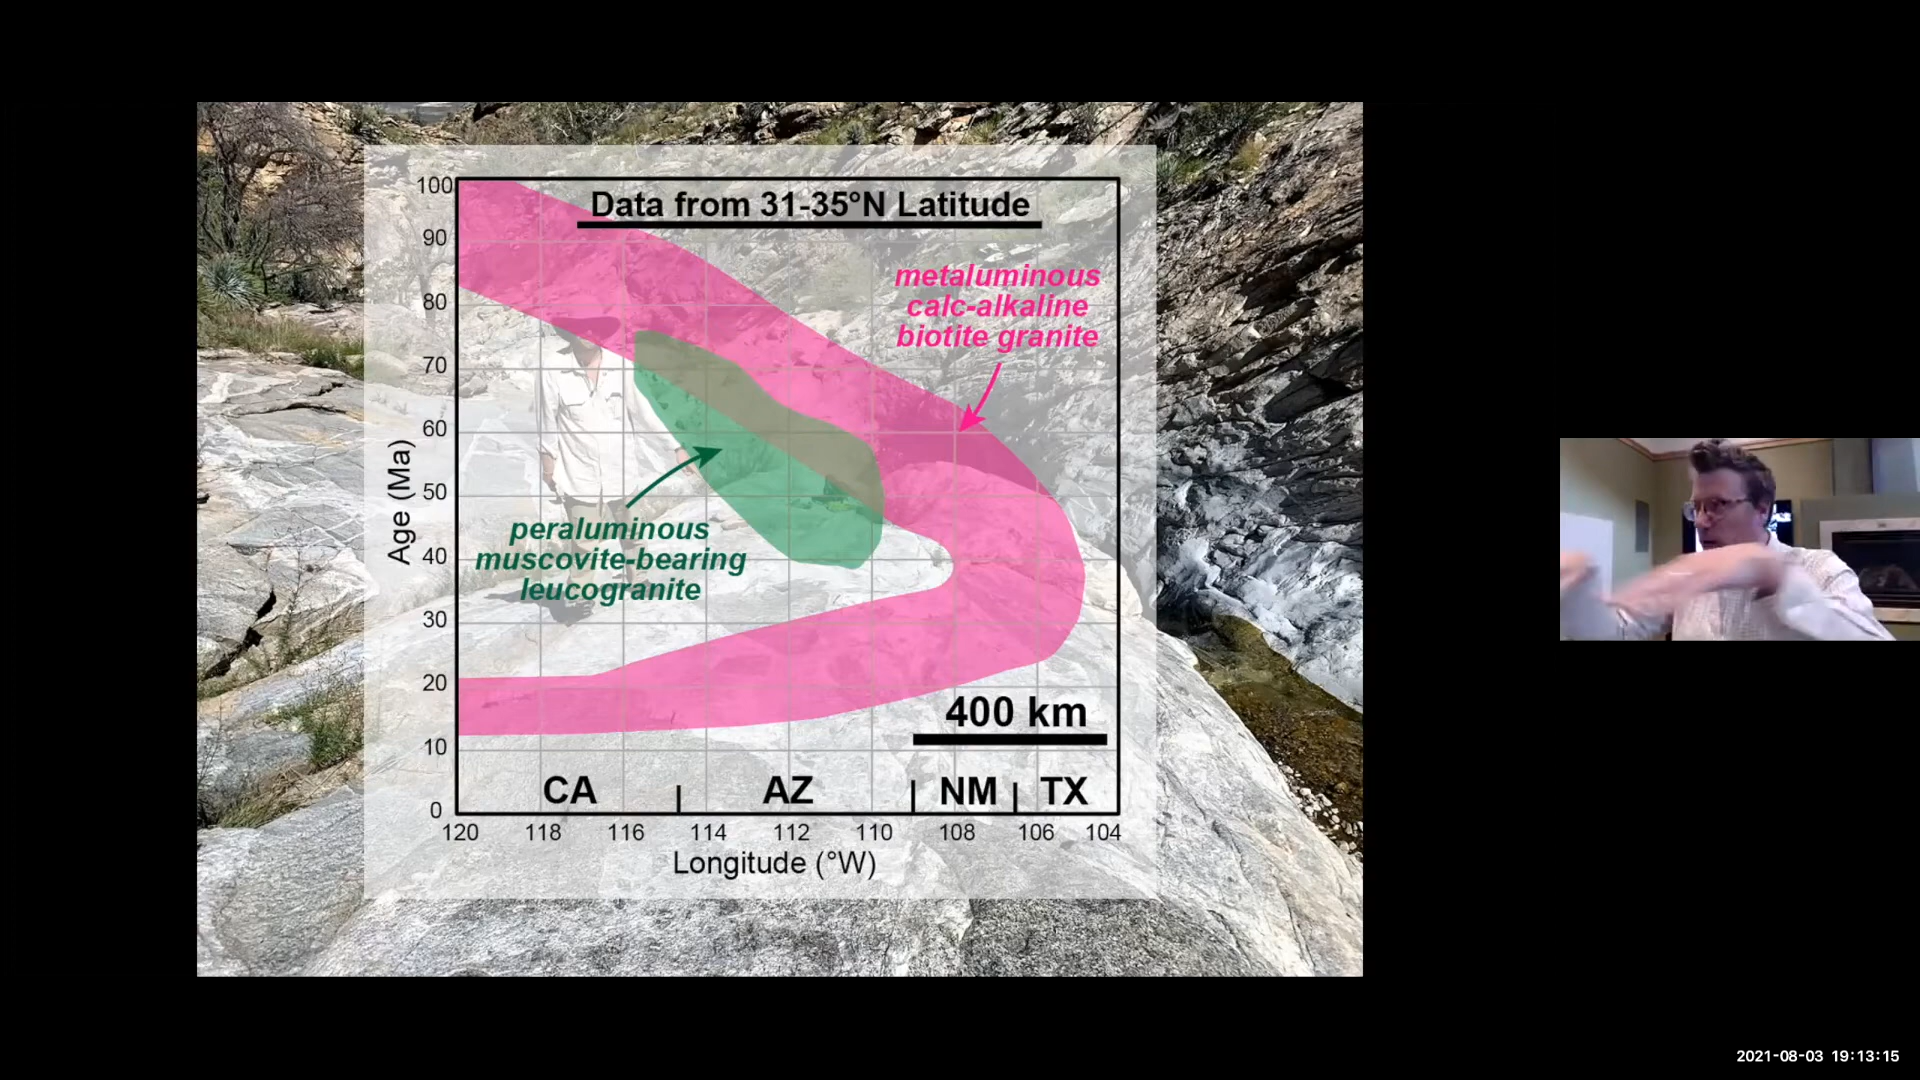 Data from 31-35°N Latitude
metaluminous
calc-alkaline
biotite granite
peraluminous
muscovite-bearing
leucogranite
Age (Ma)
100
90
80
70
60
50
40
30
20
10
0
400 km
CA
AZ
NM
TX
120 118 116 114 112 110 108 106 104
Longitude (°W)
2021-08-03 19:13:15